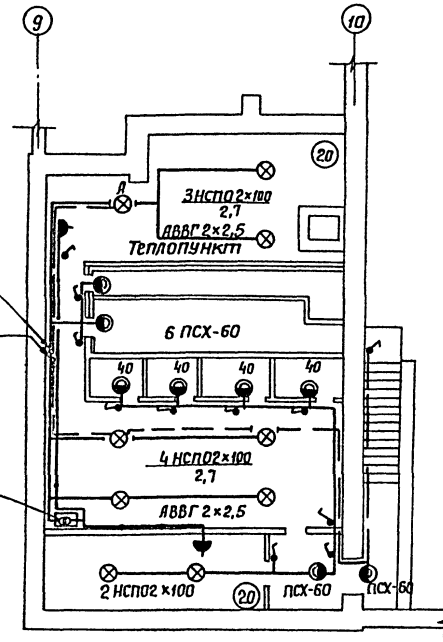 9
10
20
А
3НСП02×100
2,7
АВВГ 2×2,5
ТЕПЛОПУНКТ
6 ПСХ-60
40 40 40 40
4 НСП02×100
2,7
АВВГ 2×2,5
2 НСП02×100
20
ПСХ-60
ПСХ-60